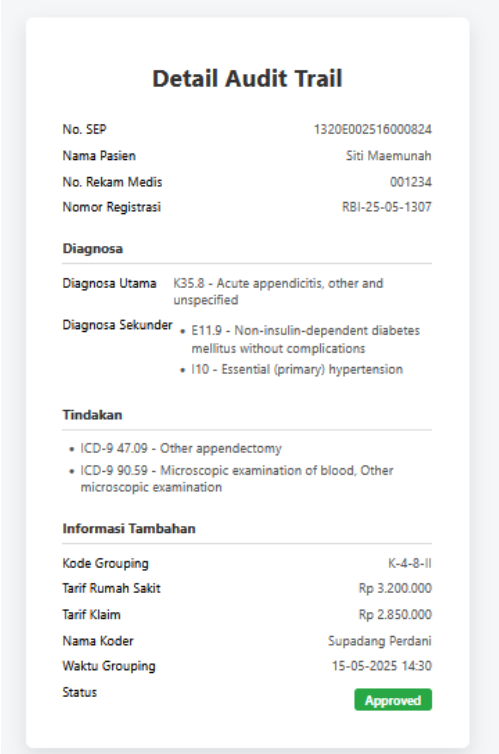 Detail Audit Trail
No. SEP 1320E002516000824
Nama Pasien Siti Maemunah
No. Rekam Medis 001234
Nomor Registrasi RBI-25-05-1307
Diagnosa
Diagnosa Utama K35.8 - Acute appendicitis, other and
unspecified
Diagnosa Sekunder • E11.9 - Non-insulin-dependent diabetes
mellitus without complications
• I10 - Essential (primary) hypertension
Tindakan
• ICD-9 47.09 - Other appendectomy
• ICD-9 90.59 - Microscopic examination of blood, Other
microscopic examination
Informasi Tambahan
Kode Grouping K-4-8-II
Tarif Rumah Sakit Rp 3.200.000
Tarif Klaim Rp 2.850.000
Nama Koder Supadang Perdani
Waktu Grouping 15-05-2025 14:30
Status Approved